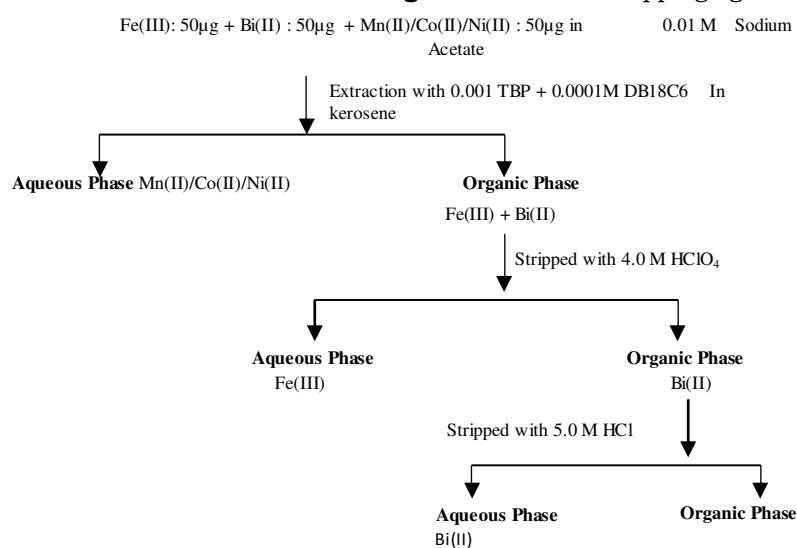 Fe(III): 50µg + Bi(II) : 50µg + Mn(II)/Co(II)/Ni(II) : 50µg in 0.01 M Sodium
Acetate
Extraction with 0.001 TBP + 0.0001M DB18C6 In
kerosene
Aqueous Phase Mn(II)/Co(II)/Ni(II)
Organic Phase
Fe(III) + Bi(II)
Stripped with 4.0 M HClO₄
Aqueous Phase
Fe(III)
Organic Phase
Bi(II)
Stripped with 5.0 M HCl
Aqueous Phase
Bi(II)
Organic Phase